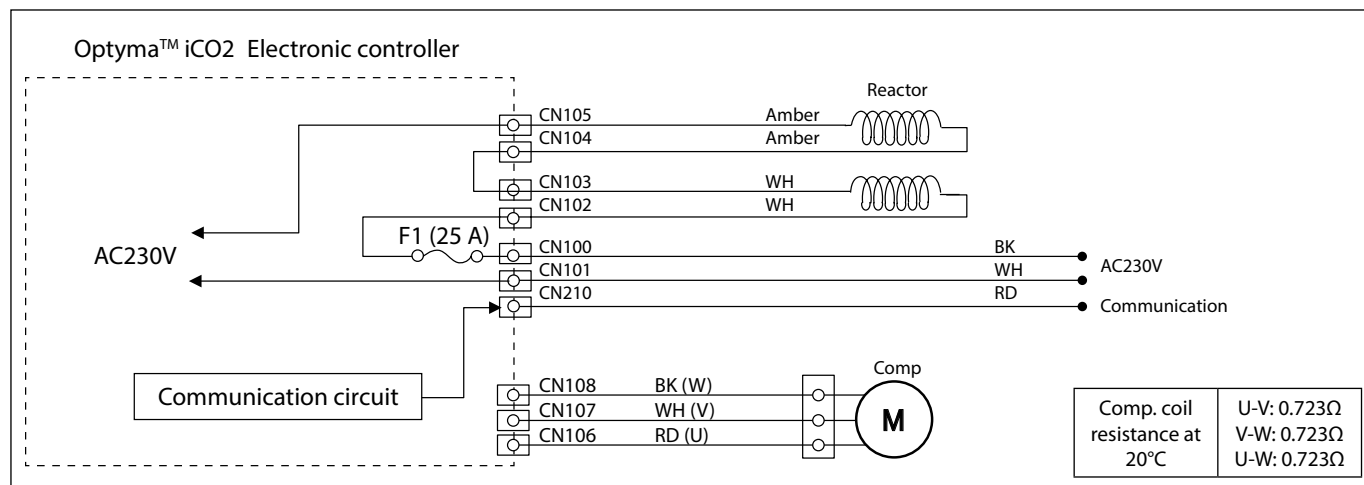 Optyma™ iCO2 Electronic controller
Reactor
CN105 Amber
CN104 Amber
CN103 WH
CN102 WH
F1 (25 A)
CN100 BK
AC230V
CN101 WH
AC230V
CN210 RD
Communication
Communication circuit
Comp
CN108 BK (W)
CN107 WH (V)
CN106 RD (U)
M
Comp. coil
resistance at
20°C
U-V: 0.723Ω
V-W: 0.723Ω
U-W: 0.723Ω